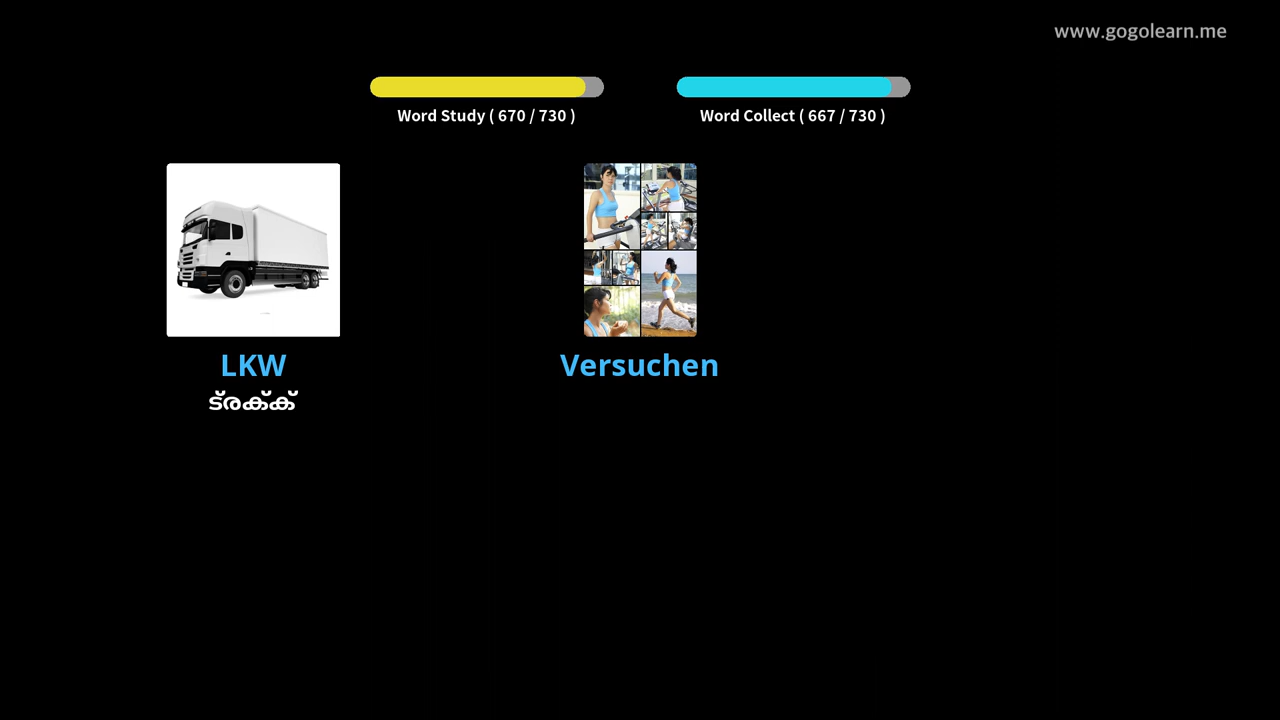 www.gogolearn.me
Word Study ( 670 / 730 )
Word Collect ( 667 / 730 )
LKW
ട്രക്ക്
Versuchen